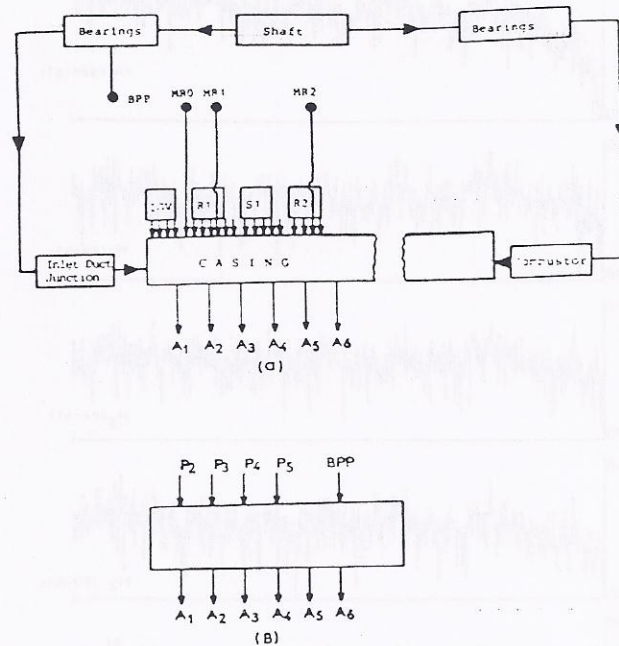 Bearings
Shaft
Bearings
BPP
MR0 MR1 MR2
R1 S1 R2
CASING
Inlet Duct
Junction
A1 A2 A3 A4 A5 A6
(a)
P2 P3 P4 P5 BPP
A1 A2 A3 A4 A5 A6
(B)